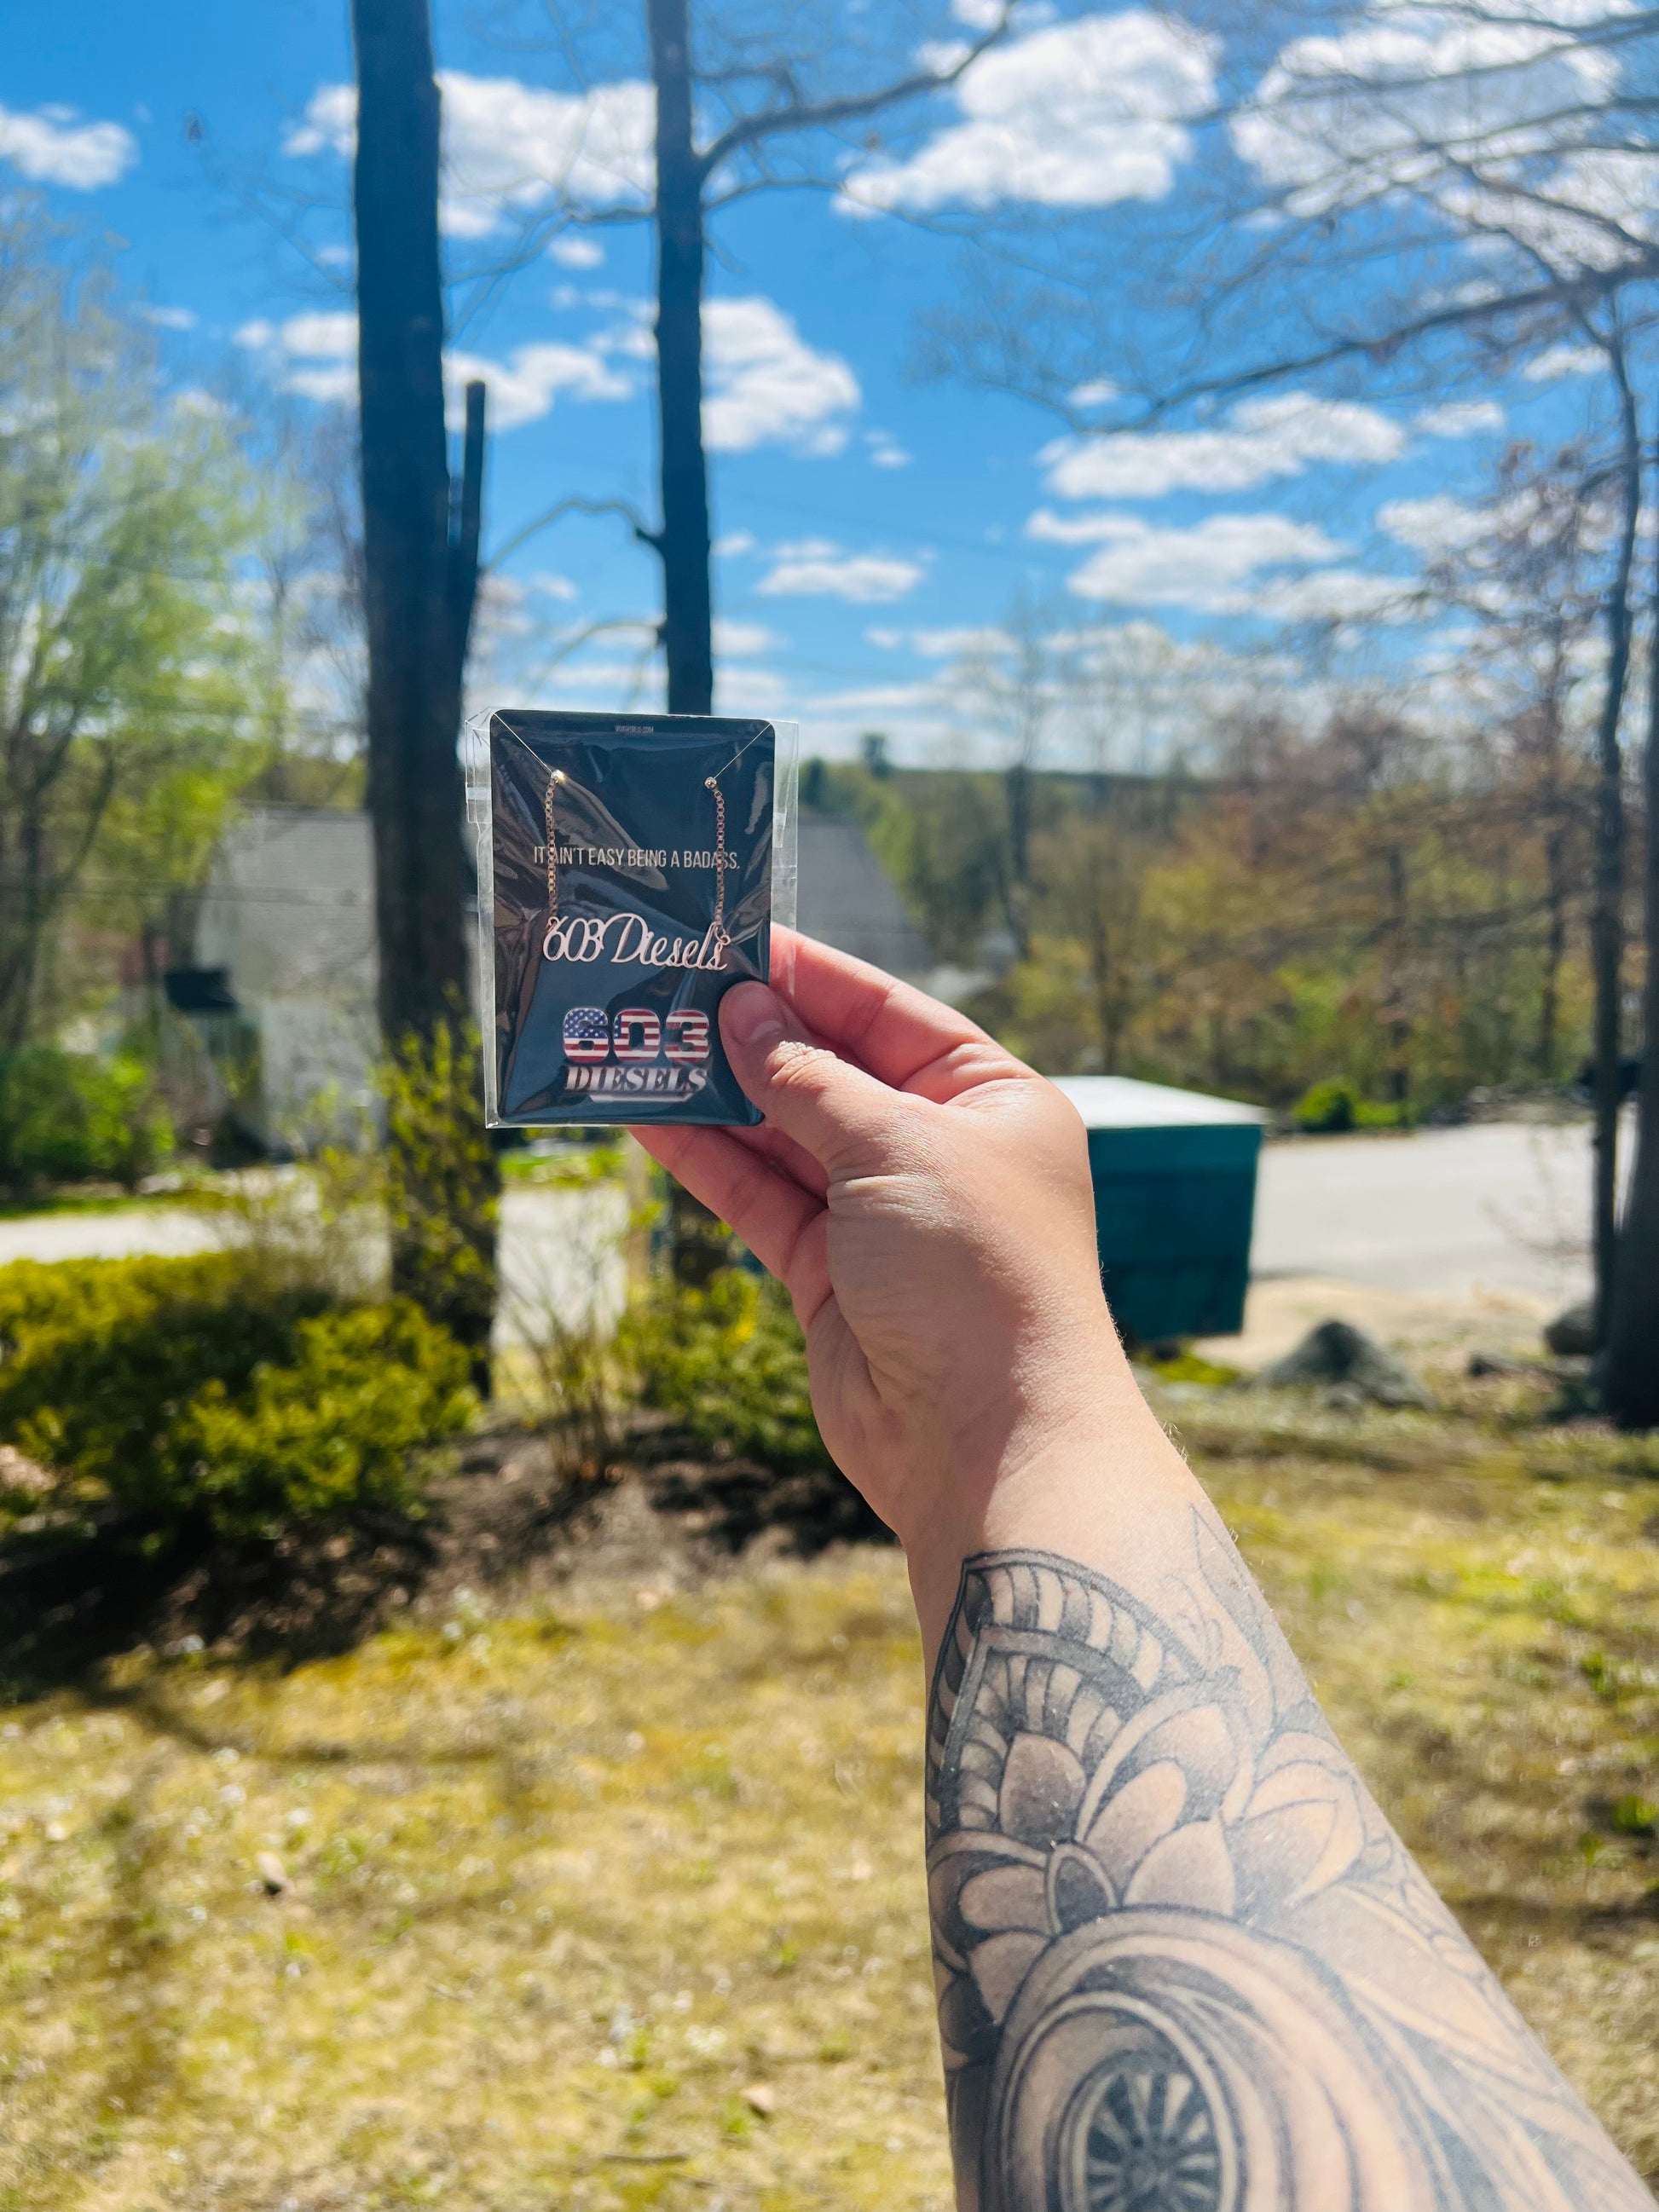 IT AIN'T EASY BEING A BADASS.
603 Diesels
603
DIESELS